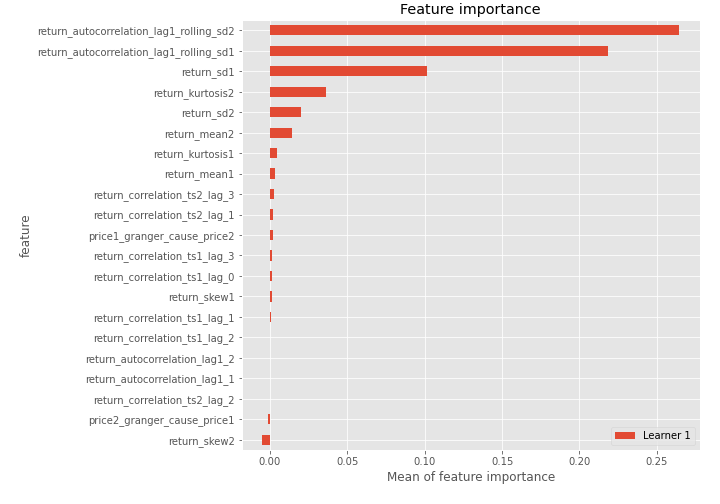 Feature importance
return_autocorrelation_lag1_rolling_sd2
return_autocorrelation_lag1_rolling_sd1
return_sd1
return_kurtosis2
return_sd2
return_mean2
return_kurtosis1
return_mean1
return_correlation_ts2_lag_3
return_correlation_ts2_lag_1
price1_granger_cause_price2
return_correlation_ts1_lag_3
return_correlation_ts1_lag_0
return_skew1
return_correlation_ts1_lag_1
return_correlation_ts1_lag_2
return_autocorrelation_lag1_2
return_autocorrelation_lag1_1
return_correlation_ts2_lag_2
price2_granger_cause_price1
return_skew2
feature
Learner 1
0.00 0.05 0.10 0.15 0.20 0.25
Mean of feature importance